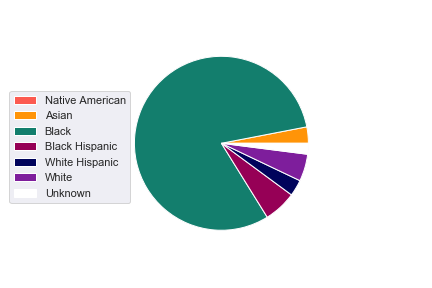 Native American
Asian
Black
Black Hispanic
White Hispanic
White
Unknown